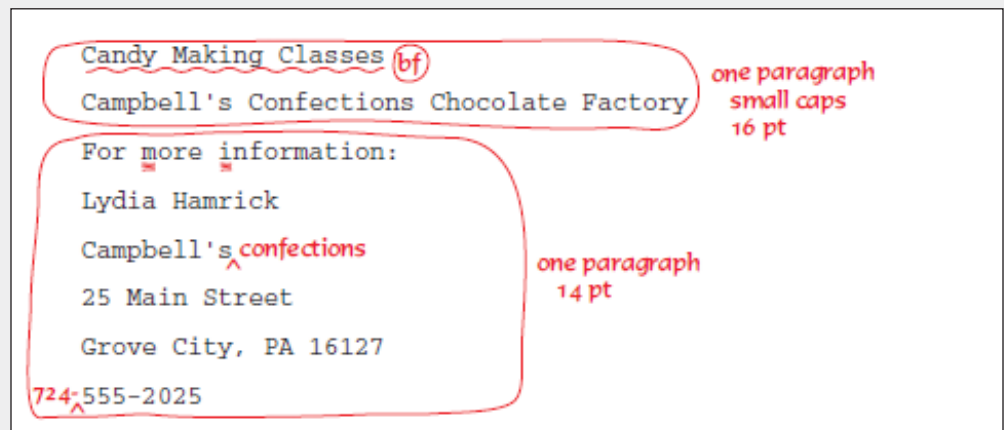 Candy Making Classes bf
Campbell's Confections Chocolate Factory
one paragraph
small caps
16 pt
For more information:
Lydia Hamrick
Campbell's confections
25 Main Street
Grove City, PA 16127
724-555-2025
one paragraph
14 pt